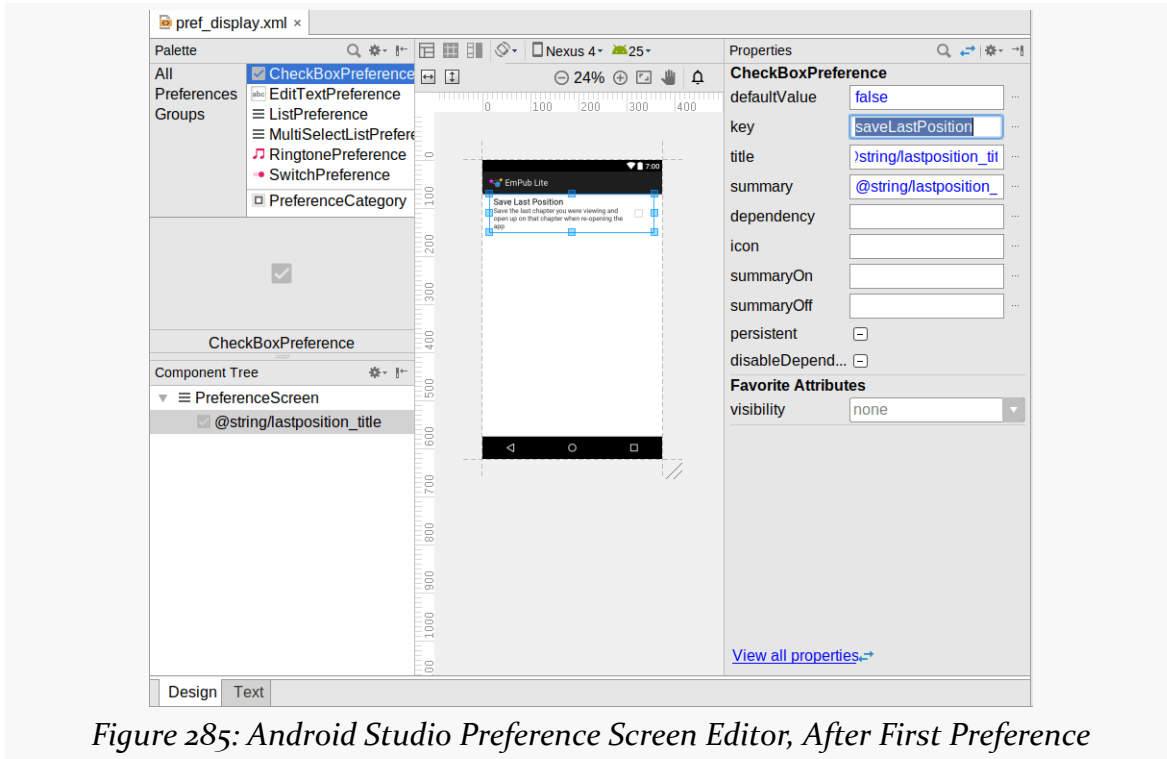 pref_display.xml ×
Palette
Nexus 4
25
Properties
All
Preferences
Groups
CheckBoxPreference
EditTextPreference
ListPreference
MultiSelectListPrefere
RingtonePreference
SwitchPreference
PreferenceCategory
24%
0 100 200 300 400
0
100
200
300
400
500
600
700
800
900
1000
00
CheckBoxPreference
Component Tree
PreferenceScreen
@string/lastposition_title
7:00
EmPub Lite
Save Last Position
Save the last chapter you were viewing and
open up on that chapter when re-opening the
app
CheckBoxPreference
defaultValue false
key saveLastPosition
title string/lastposition_tit
summary @string/lastposition_
dependency
icon
summaryOn
summaryOff
persistent
disableDepend...
Favorite Attributes
visibility none
View all properties
Design Text
Figure 285: Android Studio Preference Screen Editor, After First Preference